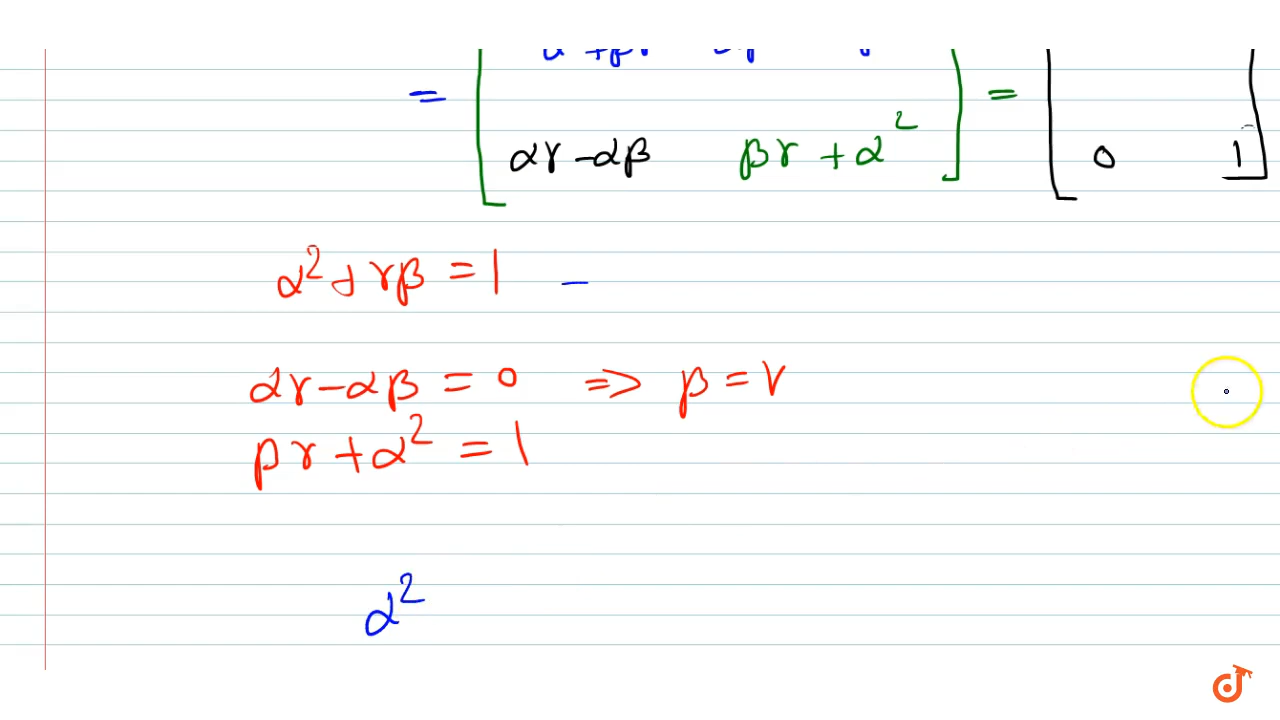 =
=
αγ - αβ βγ + α² 0 1
α² + γβ = 1 -
αγ - αβ = 0 ⇒ β = γ
βγ + α² = 1
α²